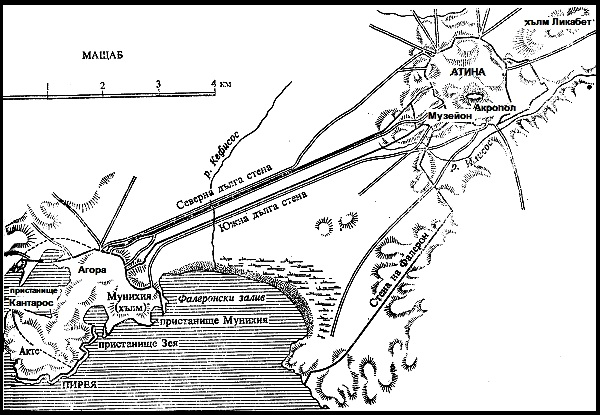 хълм Ликабет
МАЩАБ
АТИНА
1 2 3 4 км
Акропол
Музейон
р. Кефисос
р. Илисос
Северна дълга стена
Южна дълга стена
Стена на Фалерон
Агора
пристанище
Кантарос
Мунихия
(хълм)
Фалеронски залив
пристанище Мунихия
пристанище Зея
Актє
ПИРЕЯ